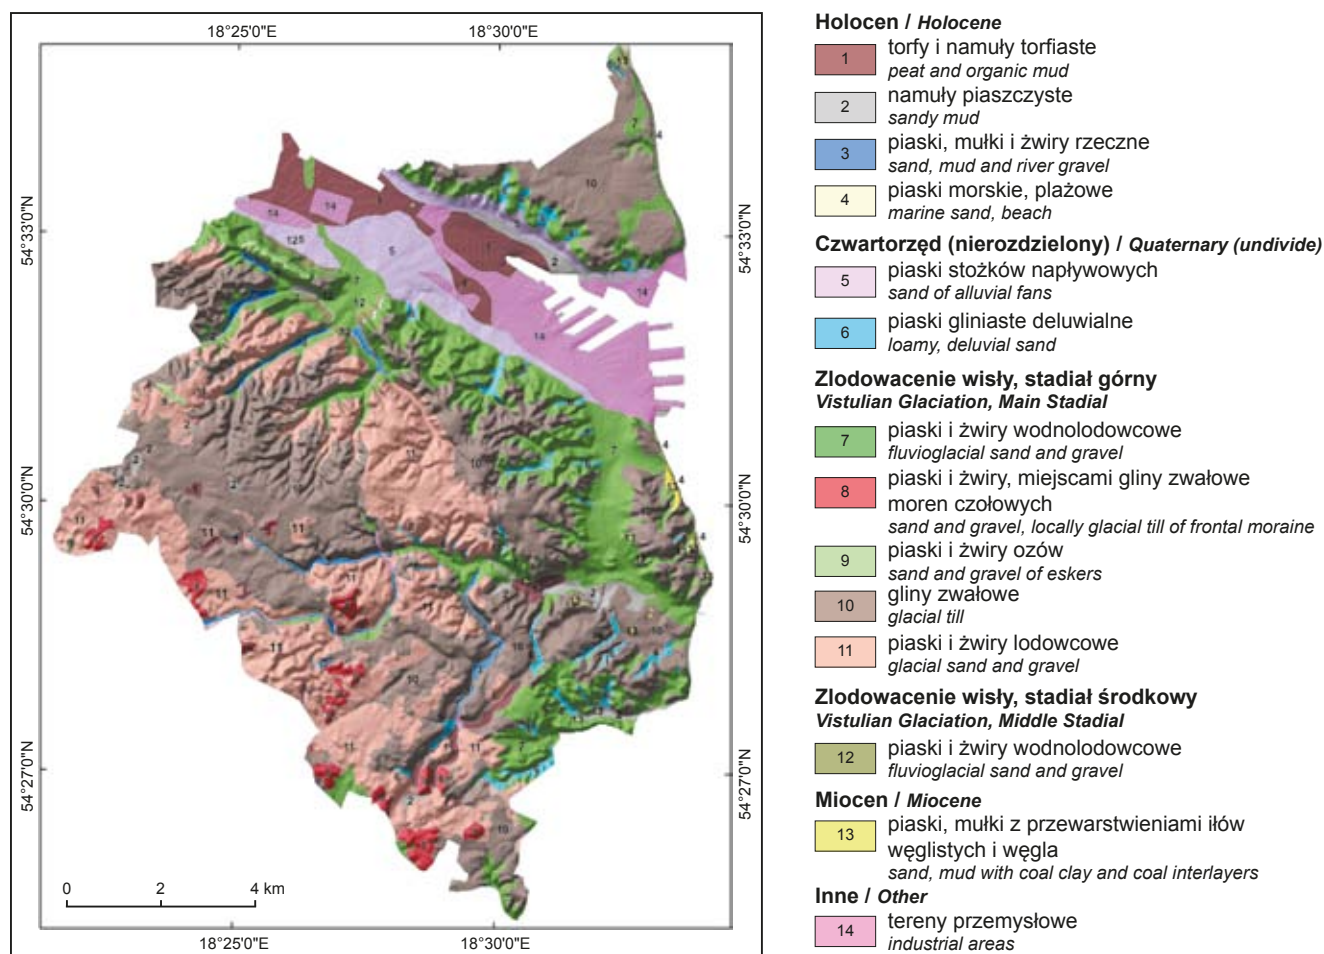 18°25'0"E
18°30'0"E
54°33'0"N
54°30'0"N
54°27'0"N
54°33'0"N
54°30'0"N
54°27'0"N
0 2 4 km
18°25'0"E
18°30'0"E
Holocen / Holocene
1 torfy i namuły torfiaste
peat and organic mud
2 namuły piaszczyste
sandy mud
3 piaski, mułki i żwiry rzeczne
sand, mud and river gravel
4 piaski morskie, plażowe
marine sand, beach
Czwartorzęd (nierozdzielony) / Quaternary (undivide)
5 piaski stożków napływowych
sand of alluvial fans
6 piaski gliniaste deluwialne
loamy, deluvial sand
Zlodowacenie wisły, stadiał górny
Vistulian Glaciation, Main Stadial
7 piaski i żwiry wodnolodowcowe
fluvioglacial sand and gravel
8 piaski i żwiry, miejscami gliny zwałowe
moren czołowych
sand and gravel, locally glacial till of frontal moraine
9 piaski i żwiry ozów
sand and gravel of eskers
10 gliny zwałowe
glacial till
11 piaski i żwiry lodowcowe
glacial sand and gravel
Zlodowacenie wisły, stadiał środkowy
Vistulian Glaciation, Middle Stadial
12 piaski i żwiry wodnolodowcowe
fluvioglacial sand and gravel
Miocen / Miocene
13 piaski, mułki z przewarstwieniami iłów
węglistych i węgla
sand, mud with coal clay and coal interlayers
Inne / Other
14 tereny przemysłowe
industrial areas